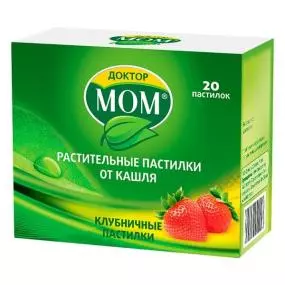 ДОКТОР
МОМ®
20
пастилок
РАСТИТЕЛЬНЫЕ ПАСТИЛКИ
ОТ КАШЛЯ
КЛУБНИЧНЫЕ
ПАСТИЛКИ